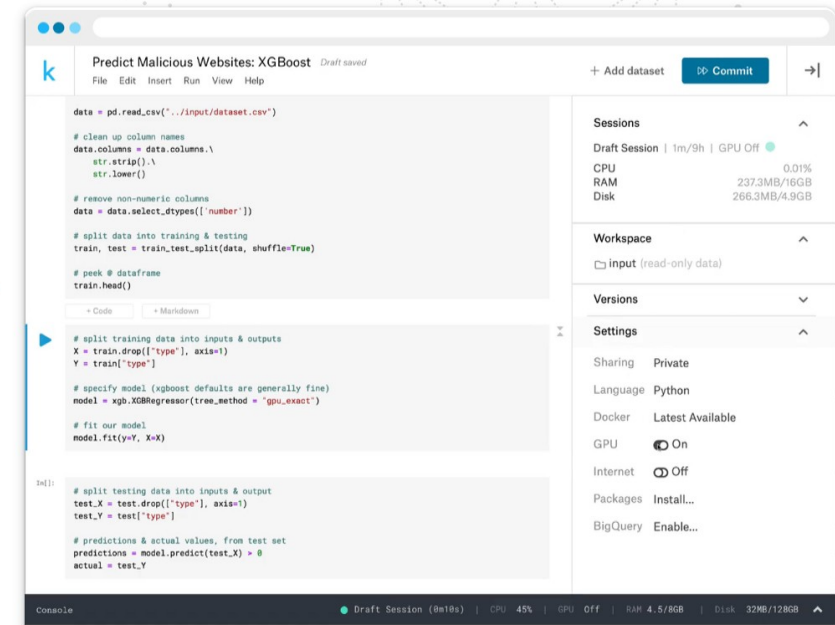 k
Predict Malicious Websites: XGBoost Draft saved
File Edit Insert Run View Help
+ Add dataset
Commit
data = pd.read_csv("../input/dataset.csv")
# clean up column names
data.columns = data.columns.\
    str.strip().\
    str.lower()
# remove non-numeric columns
data = data.select_dtypes(['number'])
# split data into training & testing
train, test = train_test_split(data, shuffle=True)
# peek @ dataframe
train.head()
+ Code + Markdown
# split training data into inputs & outputs
X = train.drop(["type"], axis=1)
Y = train["type"]
# specify model (xgboost defaults are generally fine)
model = xgb.XGBRegressor(tree_method = "gpu_exact")
# fit our model
model.fit(y=Y, X=X)
In[]:
# split testing data into inputs & output
test_X = test.drop(["type"], axis=1)
test_Y = test["type"]
# predictions & actual values, from test set
predictions = model.predict(test_X) > 0
actual = test_Y
Sessions
Draft Session | 1m/9h | GPU Off
CPU 0.01%
RAM 237.3MB/16GB
Disk 266.3MB/4.9GB
Workspace
input (read-only data)
Versions
Settings
Sharing Private
Language Python
Docker Latest Available
GPU On
Internet Off
Packages Install...
BigQuery Enable...
Console Draft Session (0m10s) | CPU 45% | GPU Off | RAM 4.5/8GB | Disk 32MB/128GB